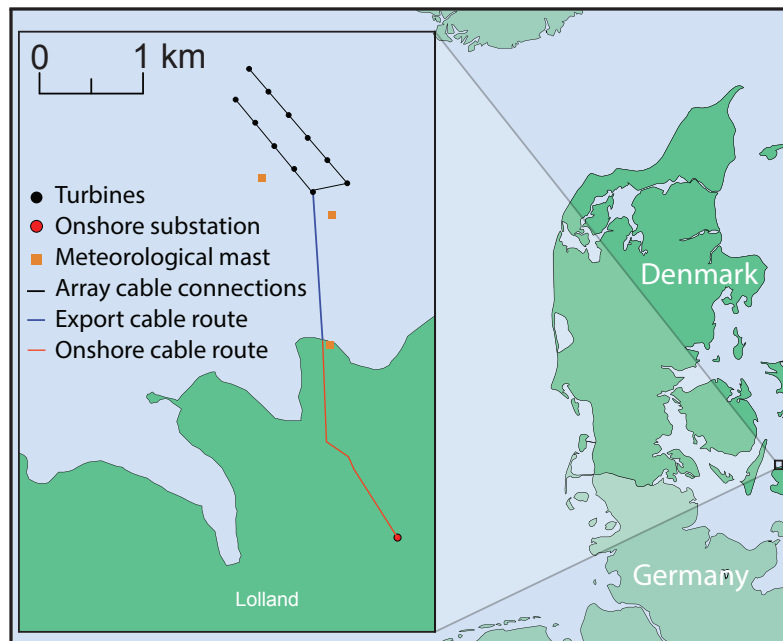 0 1 km
Turbines
Onshore substation
Meteorological mast
Array cable connections
Export cable route
Onshore cable route
Lolland
Denmark
Germany